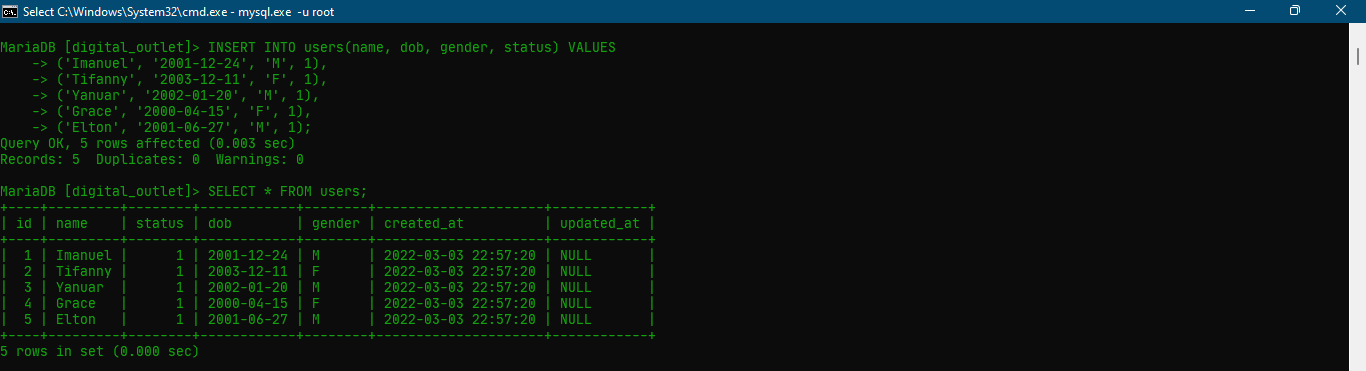 Select C:\Windows\System32\cmd.exe - mysql.exe -u root
MariaDB [digital_outlet]> INSERT INTO users(name, dob, gender, status) VALUES
    -> ('Imanuel', '2001-12-24', 'M', 1),
    -> ('Tifanny', '2003-12-11', 'F', 1),
    -> ('Yanuar', '2002-01-20', 'M', 1),
    -> ('Grace', '2000-04-15', 'F', 1),
    -> ('Elton', '2001-06-27', 'M', 1);
Query OK, 5 rows affected (0.003 sec)
Records: 5  Duplicates: 0  Warnings: 0
MariaDB [digital_outlet]> SELECT * FROM users;
+----+---------+--------+------------+--------+---------------------+------------+
| id | name    | status | dob        | gender | created_at          | updated_at |
+----+---------+--------+------------+--------+---------------------+------------+
|  1 | Imanuel |      1 | 2001-12-24 | M      | 2022-03-03 22:57:20 | NULL       |
|  2 | Tifanny |      1 | 2003-12-11 | F      | 2022-03-03 22:57:20 | NULL       |
|  3 | Yanuar  |      1 | 2002-01-20 | M      | 2022-03-03 22:57:20 | NULL       |
|  4 | Grace   |      1 | 2000-04-15 | F      | 2022-03-03 22:57:20 | NULL       |
|  5 | Elton   |      1 | 2001-06-27 | M      | 2022-03-03 22:57:20 | NULL       |
+----+---------+--------+------------+--------+---------------------+------------+
5 rows in set (0.000 sec)